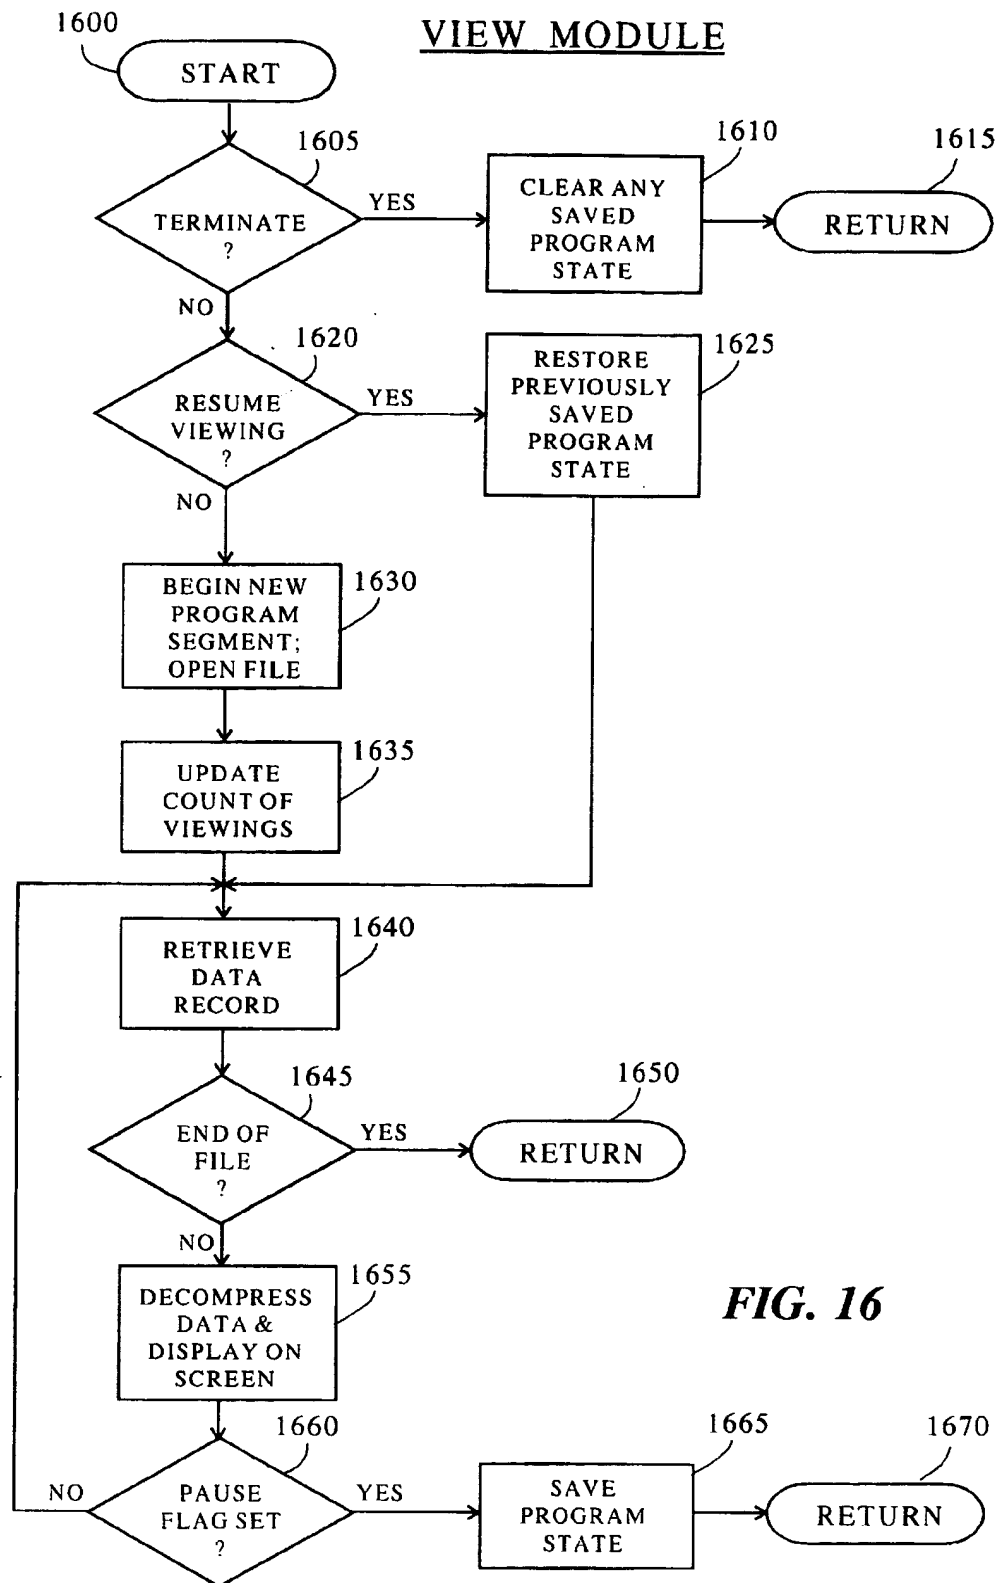 VIEW MODULE
1600
START
1605
TERMINATE
?
YES
1610
CLEAR ANY
SAVED
PROGRAM
STATE
1615
RETURN
NO
1620
RESUME
VIEWING
?
YES
1625
RESTORE
PREVIOUSLY
SAVED
PROGRAM
STATE
NO
1630
BEGIN NEW
PROGRAM
SEGMENT;
OPEN FILE
1635
UPDATE
COUNT OF
VIEWINGS
1640
RETRIEVE
DATA
RECORD
1645
END OF
FILE
?
YES
1650
RETURN
NO
1655
DECOMPRESS
DATA &
DISPLAY ON
SCREEN
FIG. 16
1660
PAUSE
FLAG SET
?
NO
YES
1665
SAVE
PROGRAM
STATE
1670
RETURN